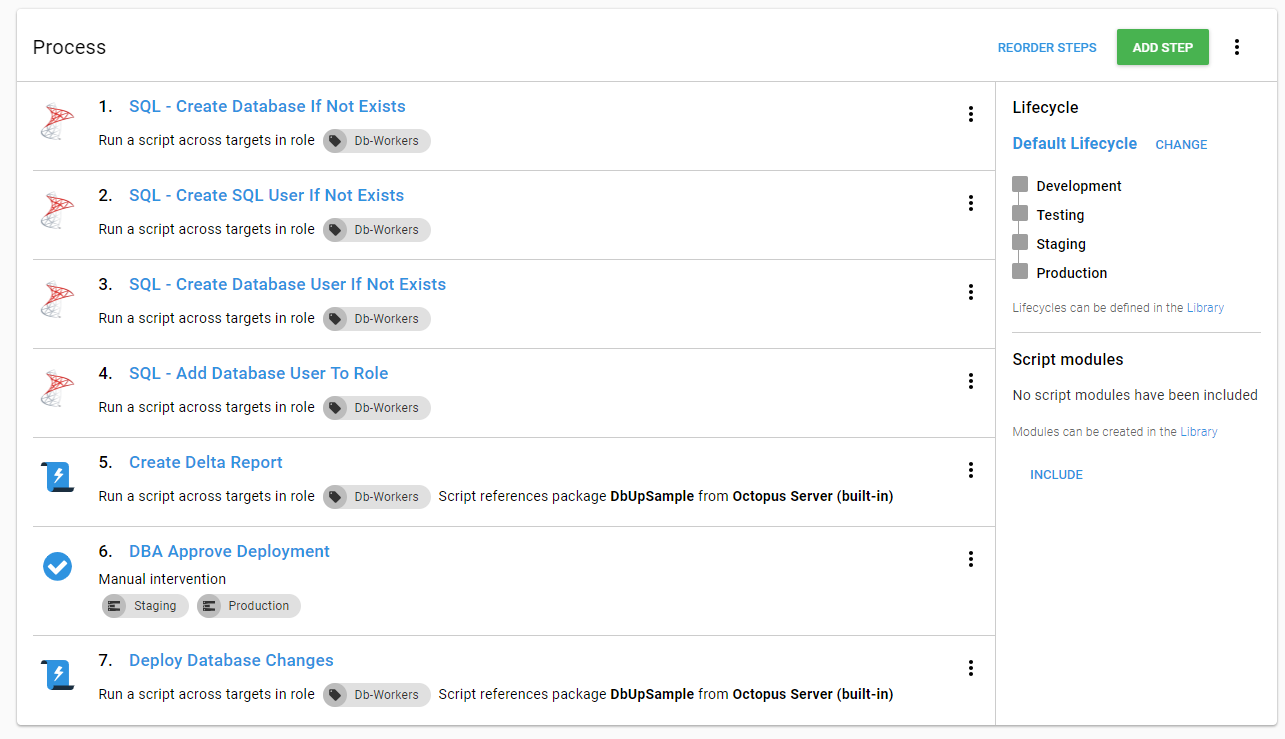 Process
REORDER STEPS
ADD STEP
1. SQL - Create Database If Not Exists
Run a script across targets in role Db-Workers
2. SQL - Create SQL User If Not Exists
Run a script across targets in role Db-Workers
3. SQL - Create Database User If Not Exists
Run a script across targets in role Db-Workers
4. SQL - Add Database User To Role
Run a script across targets in role Db-Workers
5. Create Delta Report
Run a script across targets in role Db-Workers Script references package DbUpSample from Octopus Server (built-in)
6. DBA Approve Deployment
Manual intervention
Staging Production
7. Deploy Database Changes
Run a script across targets in role Db-Workers Script references package DbUpSample from Octopus Server (built-in)
Lifecycle
Default Lifecycle CHANGE
Development
Testing
Staging
Production
Lifecycles can be defined in the Library
Script modules
No script modules have been included
Modules can be created in the Library
INCLUDE